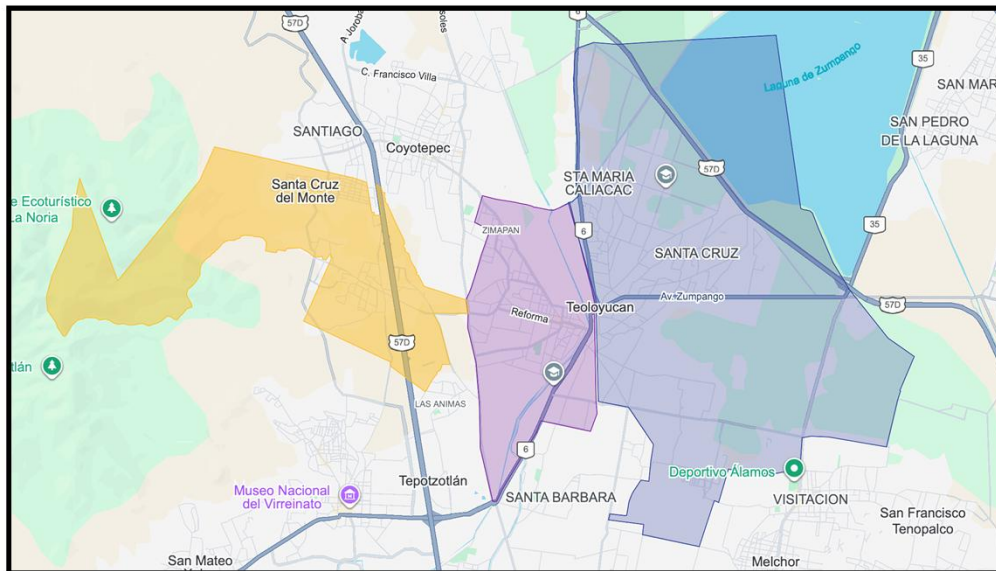 57D
A Joroba
soles
6
35
Laguna de Zumpango
C. Francisco Villa
SAN MAR
SANTIAGO
Coyotepec
SAN PEDRO
DE LA LAGUNA
STA MARIA
CALIACAC
57D
Santa Cruz
del Monte
e Ecoturístico
La Noria
ZIMAPAN
6
35
SANTA CRUZ
Av. Zumpango
57D
Teoloyucan
Reforma
57D
tlán
LAS ANIMAS
6
Deportivo Álamos
Tepotzotlán
Museo Nacional
del Virreinato
SANTA BARBARA
VISITACION
San Francisco
Tenopalco
San Mateo
Melchor